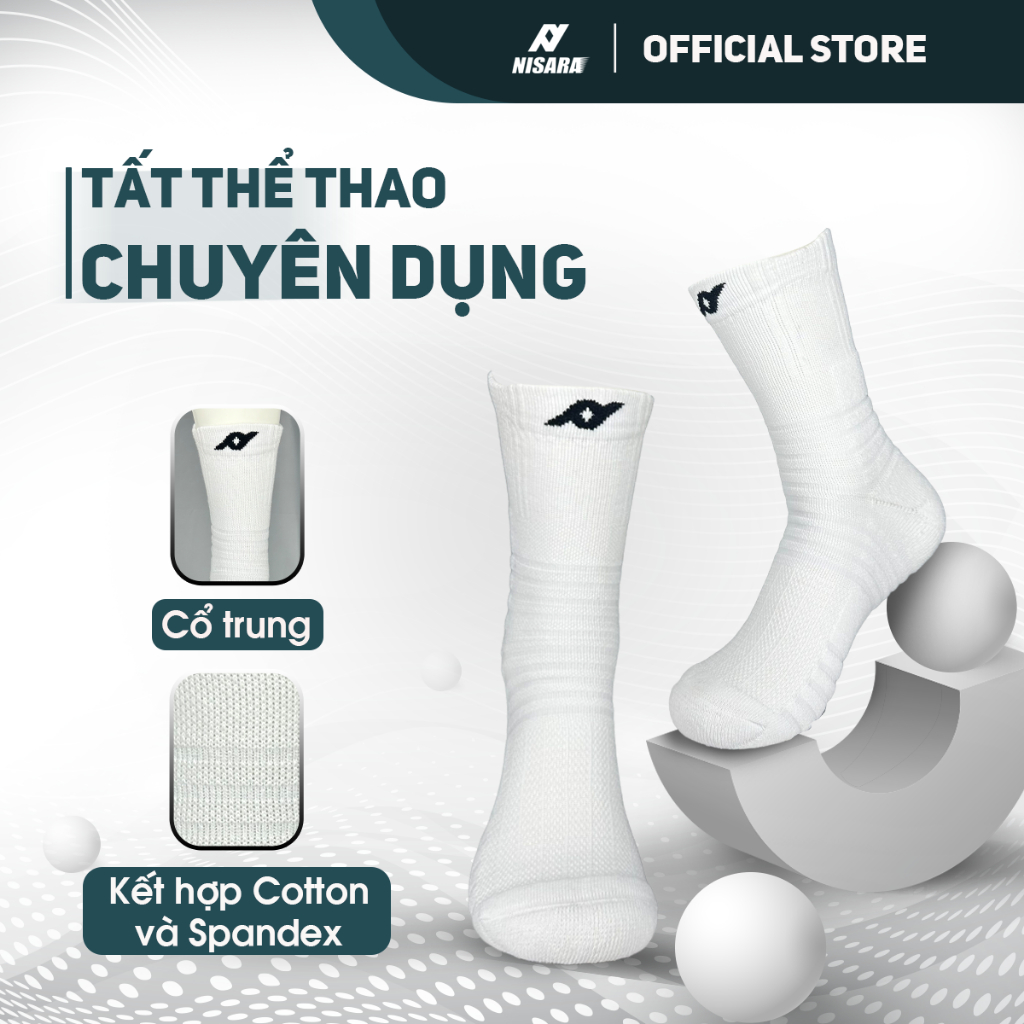 NISARA
OFFICIAL STORE
TẤT THỂ THAO
CHUYÊN DỤNG
Cổ trung
Kết hợp Cotton
và Spandex